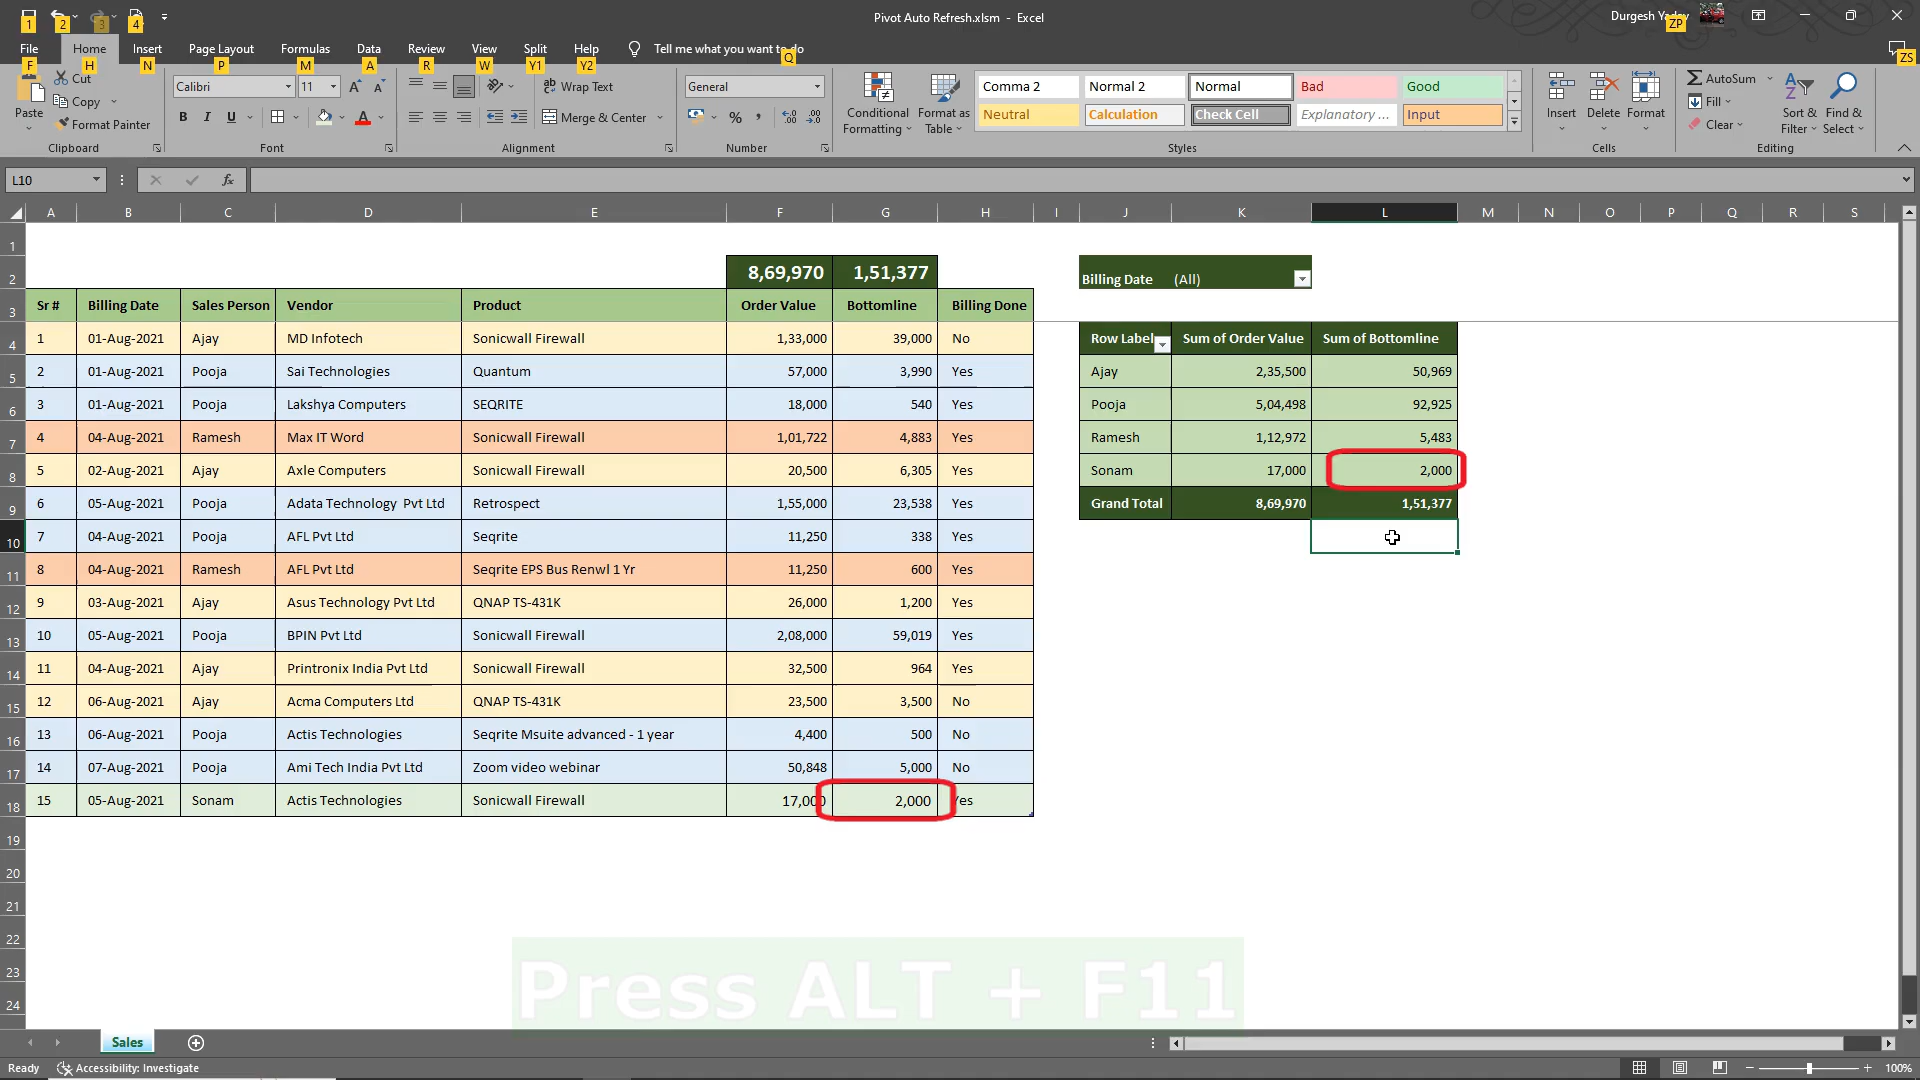 1 2 3 4
Pivot Auto Refresh.xlsm - Excel
Durgesh Yadav
ZP
File Home Insert Page Layout Formulas Data Review View Split Help Tell me what you want to do
F H N P M A R W Y1 Y2 Q ZS
Paste
Cut
Copy
Format Painter
Clipboard
Calibri 11 A A
B I U A
Font
Wrap Text
Merge & Center
Alignment
General
% , .00
Number
Conditional Formatting
Format as Table
Comma 2 Normal 2 Normal Bad Good
Neutral Calculation Check Cell Explanatory ... Input
Styles
Insert Delete Format
Cells
AutoSum
Fill
Clear
Sort & Filter
Find & Select
Editing
L10 fx
A B C D E F G H I J K L M N O P Q R S
1
2 8,69,970 1,51,377 Billing Date (All)
3 Sr # Billing Date Sales Person Vendor Product Order Value Bottomline Billing Done
4 1 01-Aug-2021 Ajay MD Infotech Sonicwall Firewall 1,33,000 39,000 No Row Label Sum of Order Value Sum of Bottomline
5 2 01-Aug-2021 Pooja Sai Technologies Quantum 57,000 3,990 Yes Ajay 2,35,500 50,969
6 3 01-Aug-2021 Pooja Lakshya Computers SEQRITE 18,000 540 Yes Pooja 5,04,498 92,925
7 4 04-Aug-2021 Ramesh Max IT Word Sonicwall Firewall 1,01,722 4,883 Yes Ramesh 1,12,972 5,483
8 5 02-Aug-2021 Ajay Axle Computers Sonicwall Firewall 20,500 6,305 Yes Sonam 17,000 2,000
9 6 05-Aug-2021 Pooja Adata Technology Pvt Ltd Retrospect 1,55,000 23,538 Yes Grand Total 8,69,970 1,51,377
10 7 04-Aug-2021 Pooja AFL Pvt Ltd Seqrite 11,250 338 Yes
11 8 04-Aug-2021 Ramesh AFL Pvt Ltd Seqrite EPS Bus Renwl 1 Yr 11,250 600 Yes
12 9 03-Aug-2021 Ajay Asus Technology Pvt Ltd QNAP TS-431K 26,000 1,200 Yes
13 10 05-Aug-2021 Pooja BPIN Pvt Ltd Sonicwall Firewall 2,08,000 59,019 Yes
14 11 04-Aug-2021 Ajay Printronix India Pvt Ltd Sonicwall Firewall 32,500 964 Yes
15 12 06-Aug-2021 Ajay Acma Computers Ltd QNAP TS-431K 23,500 3,500 No
16 13 06-Aug-2021 Pooja Actis Technologies Seqrite Msuite advanced - 1 year 4,400 500 No
17 14 07-Aug-2021 Pooja Ami Tech India Pvt Ltd Zoom video webinar 50,848 5,000 No
18 15 05-Aug-2021 Sonam Actis Technologies Sonicwall Firewall 17,000 2,000 Yes
19
20
21
22
23
24
Press ALT + F11
Sales
Ready Accessibility: Investigate 100%